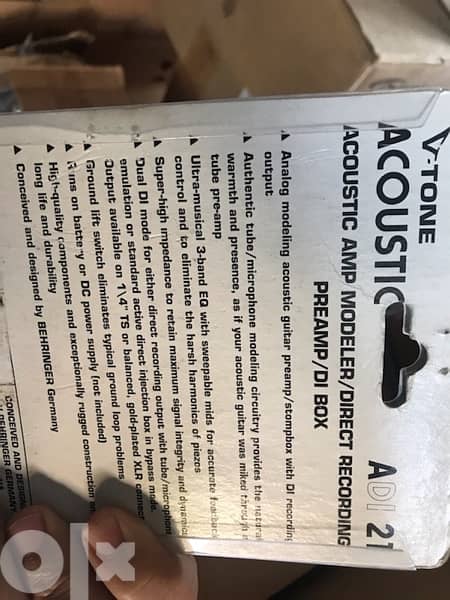 V-TONE
ACOUSTIC ADI 21
ACOUSTIC AMP MODELER/DIRECT RECORDING
PREAMP/DI BOX
▲ Analog modeling acoustic guitar preamp/stompbox with DI recording
output
▲ Authentic tube/microphone modeling circuitry provides the natural
warmth and presence, as if your acoustic guitar was miked through a
tube pre-amp
▲ Ultra-musical 3-band EQ with sweepable mids for accurate feedback
control and to eliminate the harsh harmonics of piezos
▲ Super-high impedance to retain maximum signal integrity and dynamics
▲ Dual DI mode for either direct recording output with tube/microphone
emulation or standard active direct injection box in bypass mode.
Output available on 1\4" TS or balanced, gold-plated XLR connect
▲ Ground lift switch eliminates typical ground loop problems
▲ Runs on battery or DC power supply (not included)
▲ High-quality components and exceptionally rugged construction
long life and durability
▲ Conceived and designed by BEHRINGER Germany
CONCEIVED AND DESIGNE
BEHRINGER GERMANY
olx